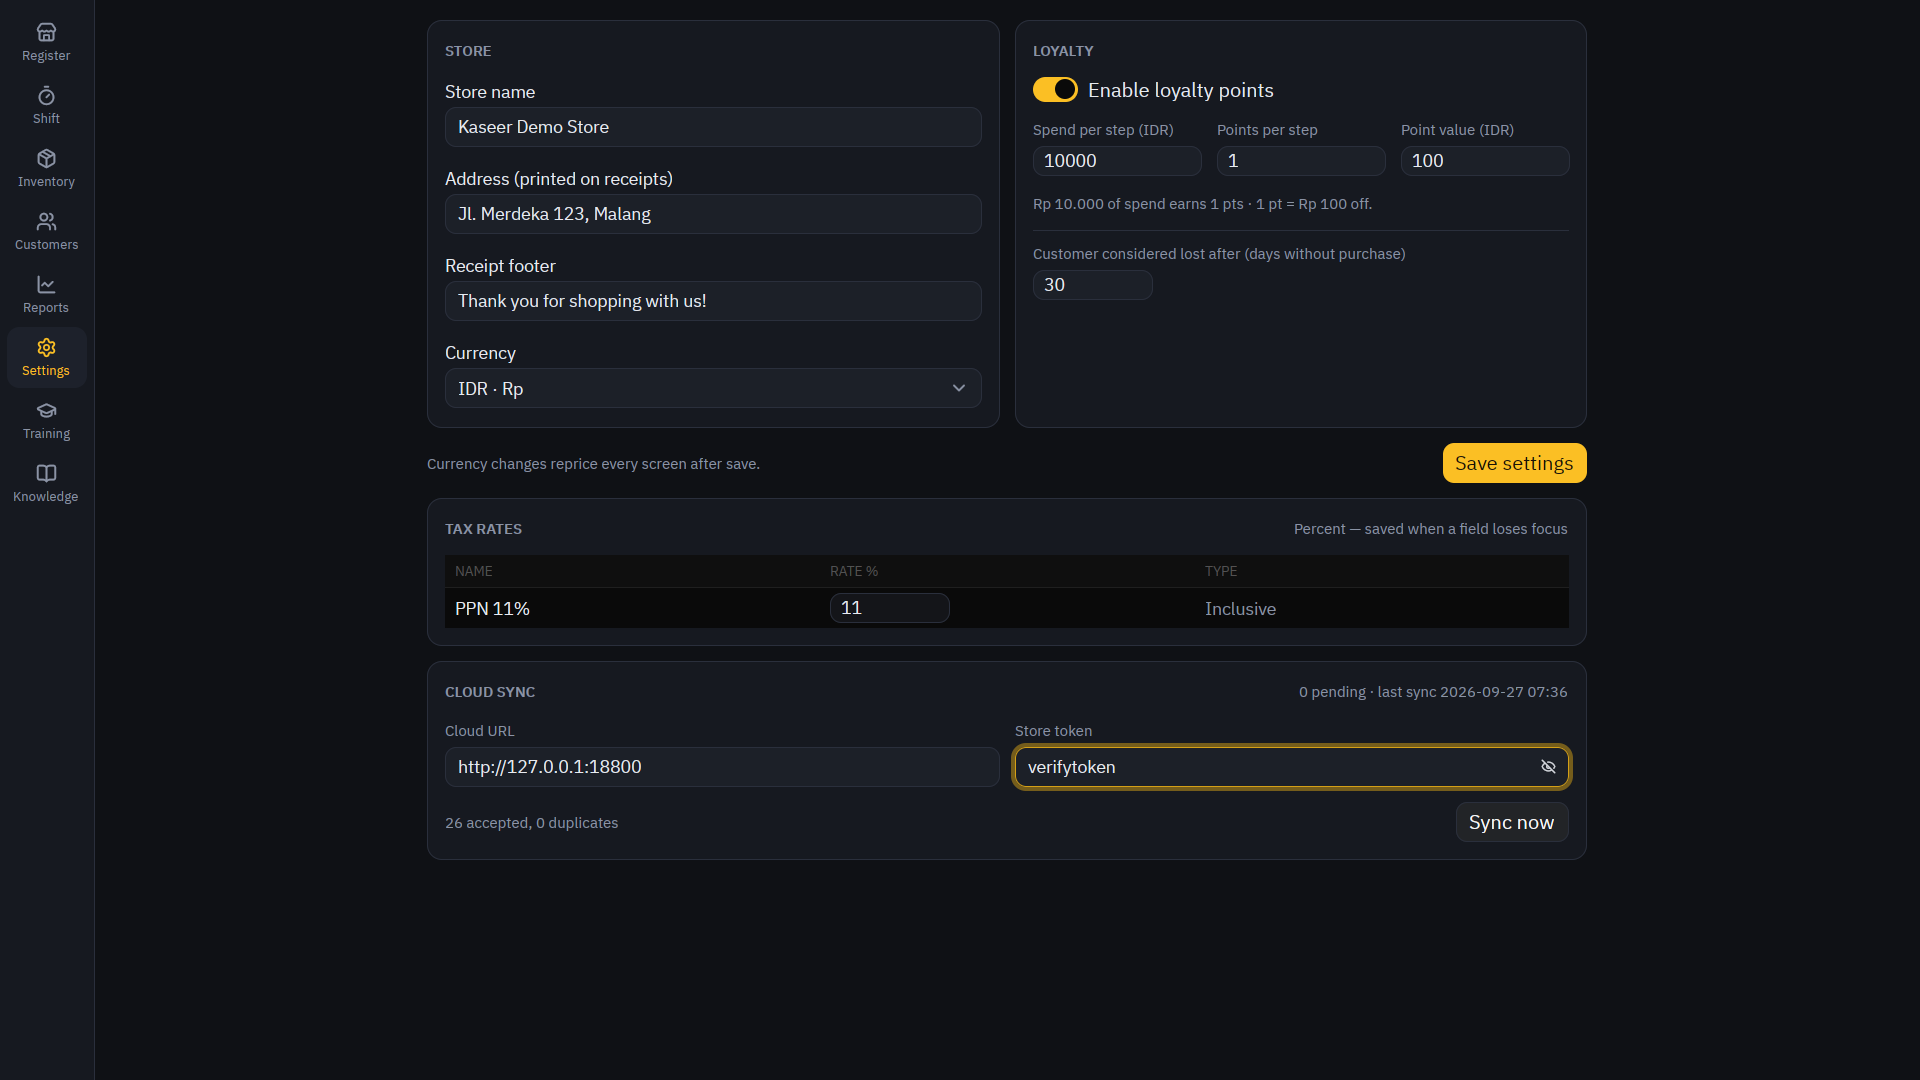 Register
Shift
Inventory
Customers
Reports
Settings
Training
Knowledge
STORE
Store name
Kaseer Demo Store
Address (printed on receipts)
Jl. Merdeka 123, Malang
Receipt footer
Thank you for shopping with us!
Currency
IDR · Rp
LOYALTY
Enable loyalty points
Spend per step (IDR) Points per step Point value (IDR)
10000 1 100
Rp 10.000 of spend earns 1 pts · 1 pt = Rp 100 off.
Customer considered lost after (days without purchase)
30
Currency changes reprice every screen after save.
Save settings
TAX RATES
Percent — saved when a field loses focus
NAME RATE % TYPE
PPN 11% 11 Inclusive
CLOUD SYNC
0 pending · last sync 2026-09-27 07:36
Cloud URL Store token
http://127.0.0.1:18800 verifytoken
26 accepted, 0 duplicates
Sync now